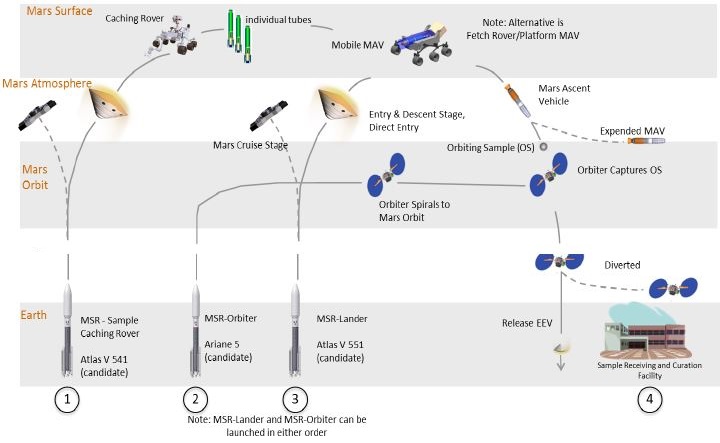 Mars Surface
Caching Rover
individual tubes
Mobile MAV
Note: Alternative is
Fetch Rover/Platform MAV
Mars Atmosphere
Mars Ascent
Vehicle
Entry & Descent Stage,
Direct Entry
Expended MAV
Mars Cruise Stage
Orbiting Sample (OS)
Mars
Orbit
Orbiter Captures OS
Orbiter Spirals to
Mars Orbit
Diverted
Earth
MSR - Sample
Caching Rover
Atlas V 541
(candidate)
MSR-Orbiter
Ariane 5
(candidate)
MSR-Lander
Atlas V 551
(candidate)
Release EEV
Sample Receiving and Curation
Facility
1
2
3
4
Note: MSR-Lander and MSR-Orbiter can be
launched in either order